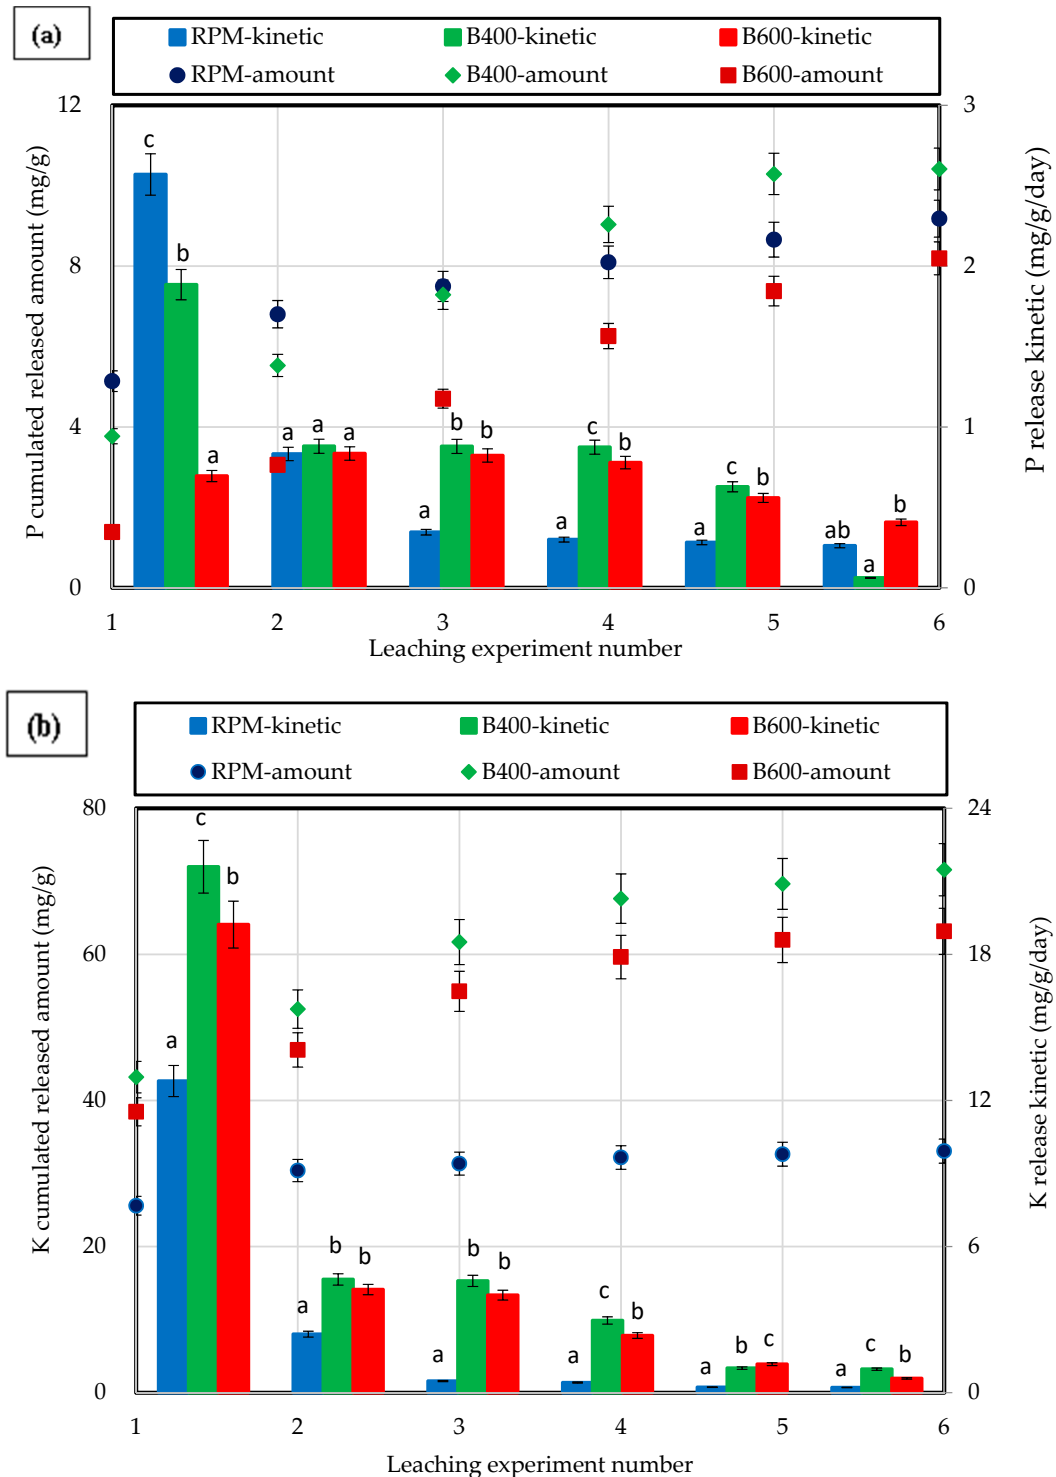 (a)
RPM-kinetic B400-kinetic B600-kinetic
RPM-amount B400-amount B600-amount
P cumulated released amount (mg/g)
P release kinetic (mg/g/day)
12 3
c
b
8 2
a
4 1
a a a
b b
a
c b
a
c b
a
ab b
a
0 0
1 2 3 4 5 6
Leaching experiment number
(b)
RPM-kinetic B400-kinetic B600-kinetic
RPM-amount B400-amount B600-amount
K cumulated released amount (mg/g)
K release kinetic (mg/g/day)
80 24
c
b
60 18
a
40 12
20 6
b b
a
b b
a
c b
a
a b c
a c b
0 0
1 2 3 4 5 6
Leaching experiment number